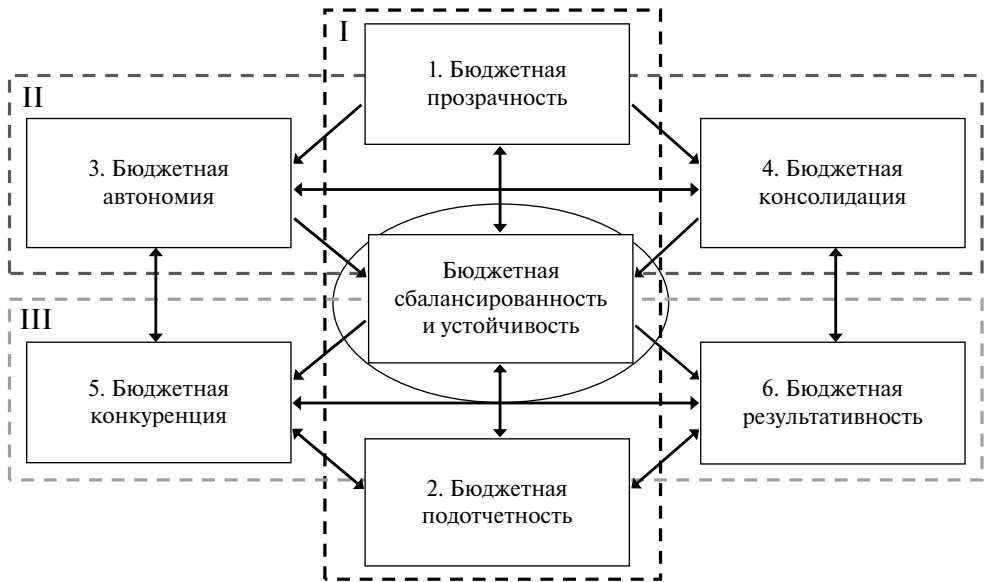 I
1. Бюджетная
прозрачность
II
3. Бюджетная
автономия
4. Бюджетная
консолидация
Бюджетная
сбалансированность
и устойчивость
III
5. Бюджетная
конкуренция
6. Бюджетная
результативность
2. Бюджетная
подотчетность